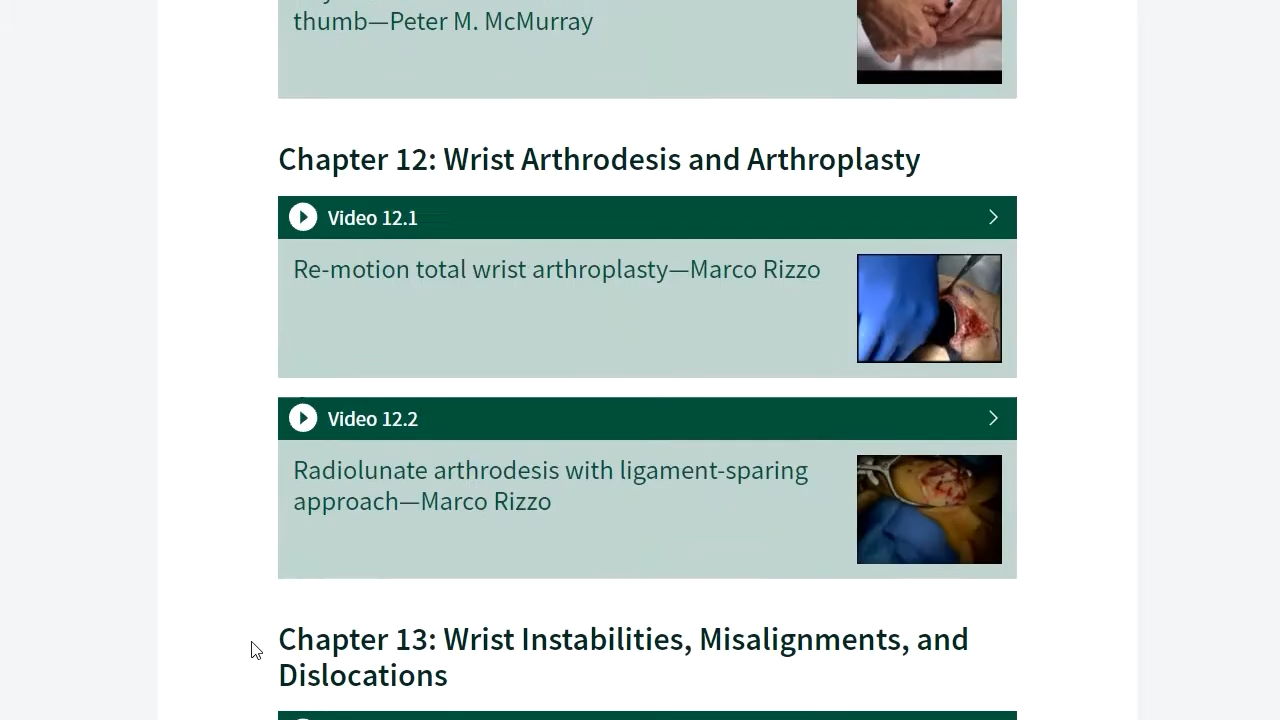 thumb—Peter M. McMurray
Chapter 12: Wrist Arthrodesis and Arthroplasty
Video 12.1
Re-motion total wrist arthroplasty—Marco Rizzo
Video 12.2
Radiolunate arthrodesis with ligament-sparing
approach—Marco Rizzo
Chapter 13: Wrist Instabilities, Misalignments, and
Dislocations